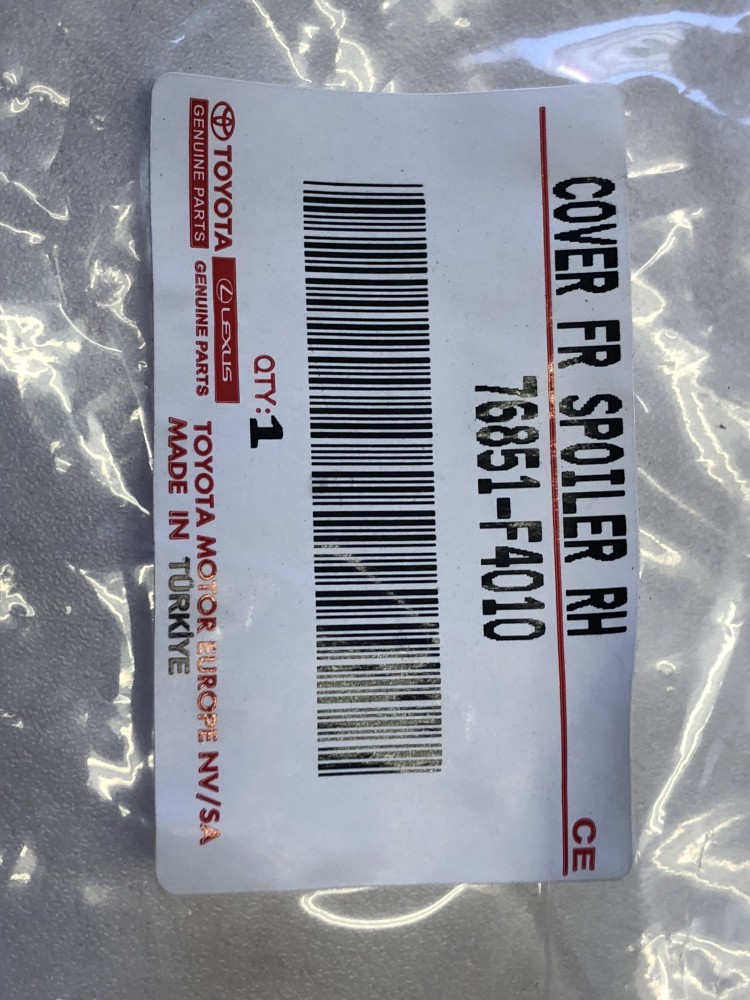 COVER FR SPOILER RH
CE
76851-F4010
QTY:1
TOYOTA
GENUINE PARTS
LEXUS
GENUINE PARTS
TOYOTA MOTOR EUROPE NV/SA
MADE IN TÜRKİYE